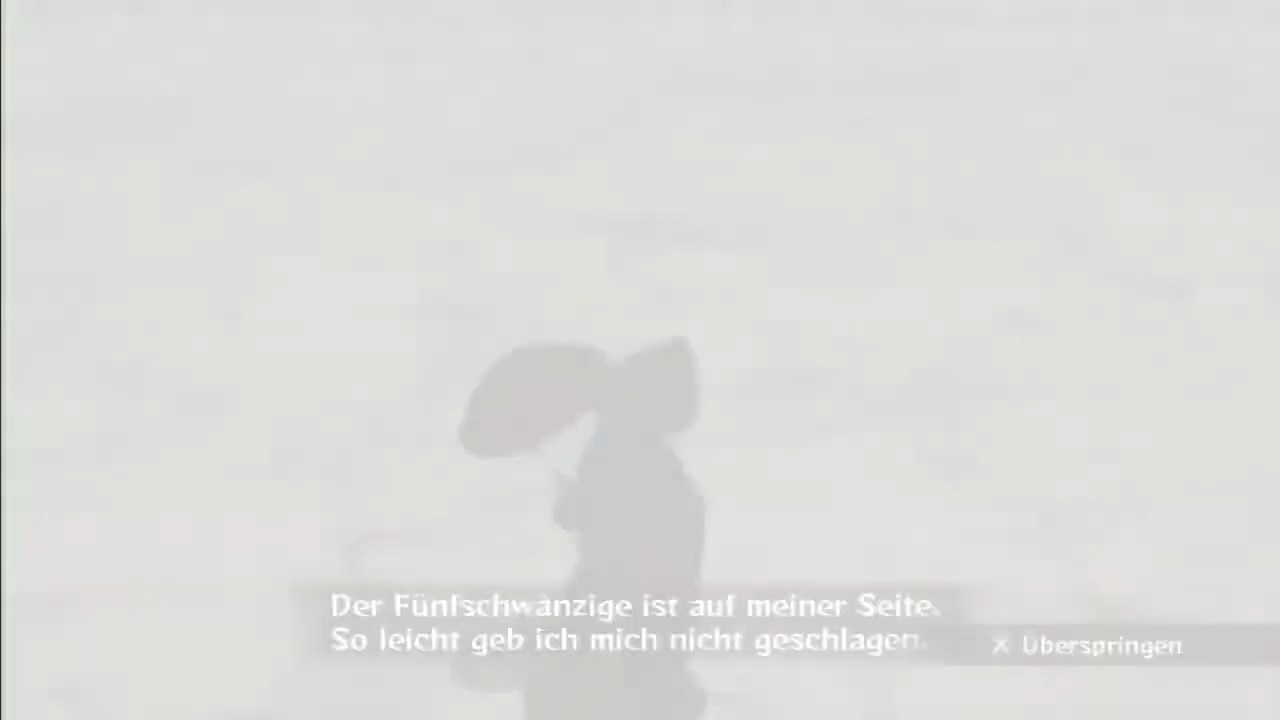 Der Fünfschwänzige ist auf meiner Seite.
So leicht geb ich mich nicht geschlagen.
X Überspringen